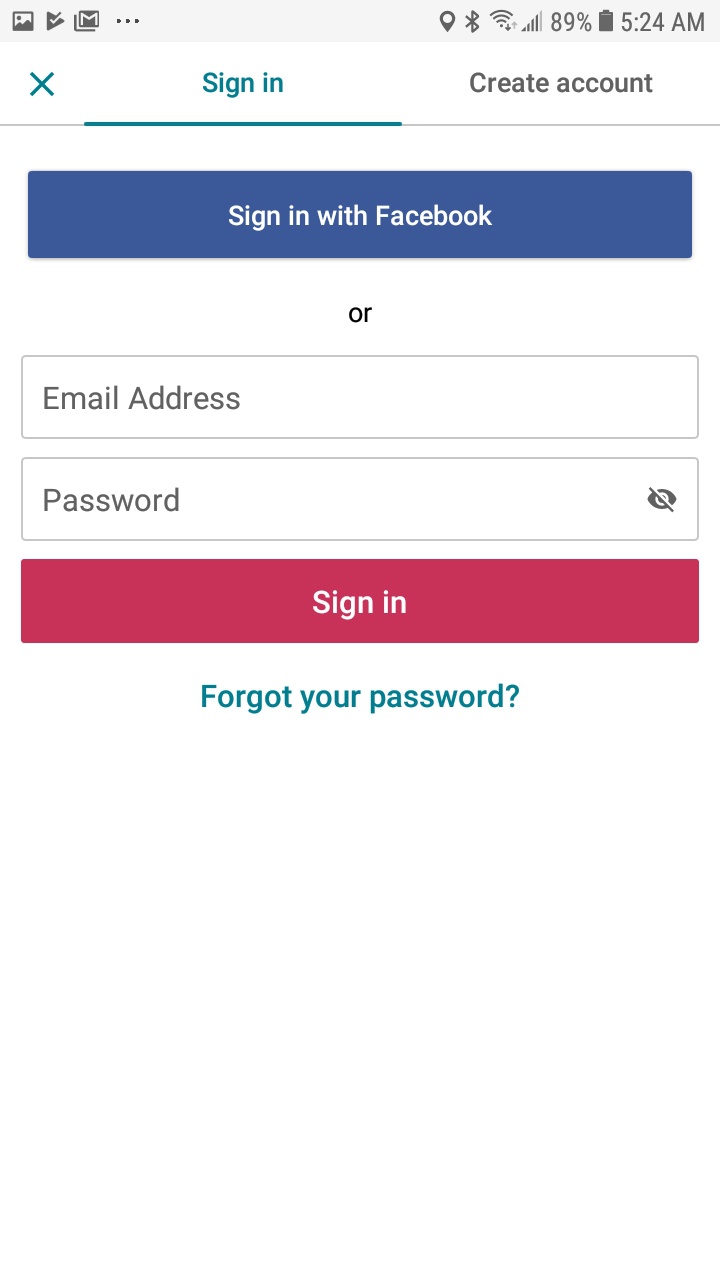 89% 5:24 AM
Sign in Create account
Sign in with Facebook
or
Email Address
Password
Sign in
Forgot your password?